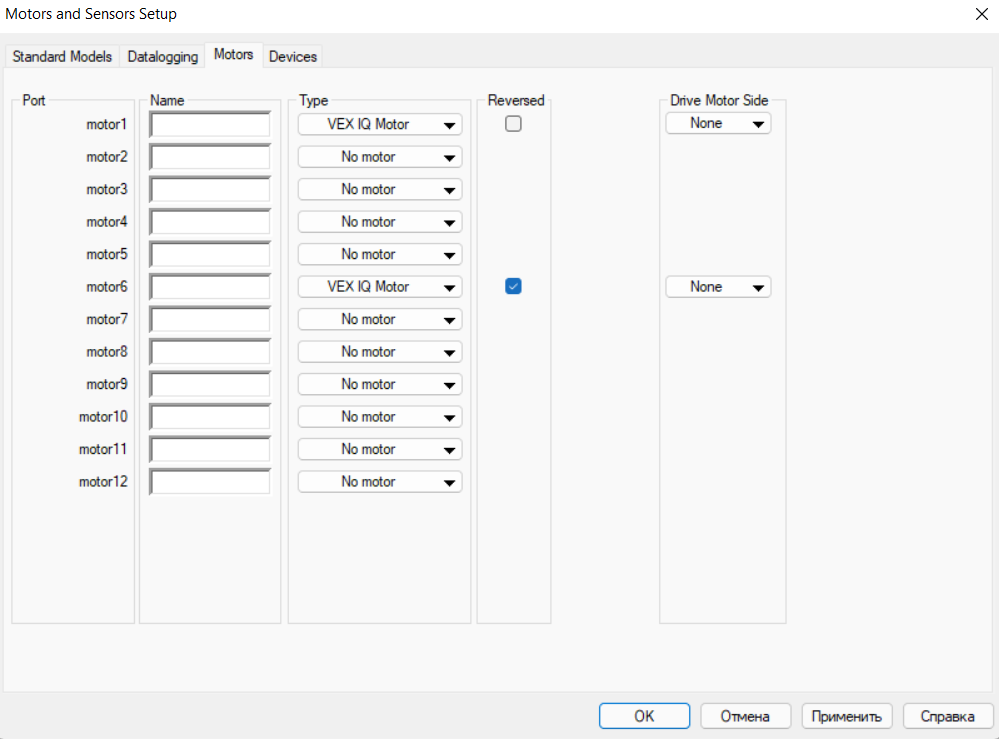 Motors and Sensors Setup
Standard Models Datalogging Motors Devices
Port Name Type Reversed Drive Motor Side
motor1 VEX IQ Motor None
motor2 No motor
motor3 No motor
motor4 No motor
motor5 No motor
motor6 VEX IQ Motor None
motor7 No motor
motor8 No motor
motor9 No motor
motor10 No motor
motor11 No motor
motor12 No motor
OK Отмена Применить Справка